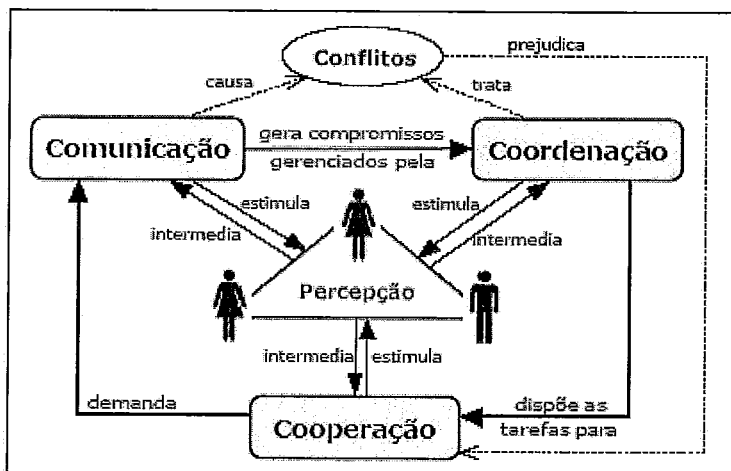 Conflitos
prejudica
causa
trata
Comunicação
gera compromissos
gerenciados pela
Coordenação
estimula
intermedia
estimula
intermedia
Percepção
intermedia
estimula
demanda
Cooperação
dispõe as
tarefas para